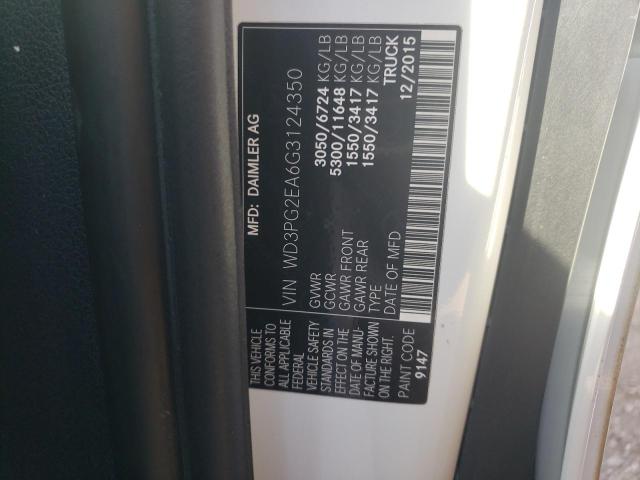 MFD: DAIMLER AG
VIN WD3PG2EA6G3124350
GVWR 3050/6724 KG/LB
GCWR 5300/11648 KG/LB
GAWR FRONT 1550/3417 KG/LB
GAWR REAR 1550/3417 KG/LB
TYPE TRUCK
DATE OF MFD 12/2015
THIS VEHICLE
CONFORMS TO
ALL APPLICABLE
FEDERAL
VEHICLE SAFETY
STANDARDS IN
EFFECT ON THE
DATE OF MANU-
FACTURE SHOWN
ON THE RIGHT.
PAINT CODE
9147